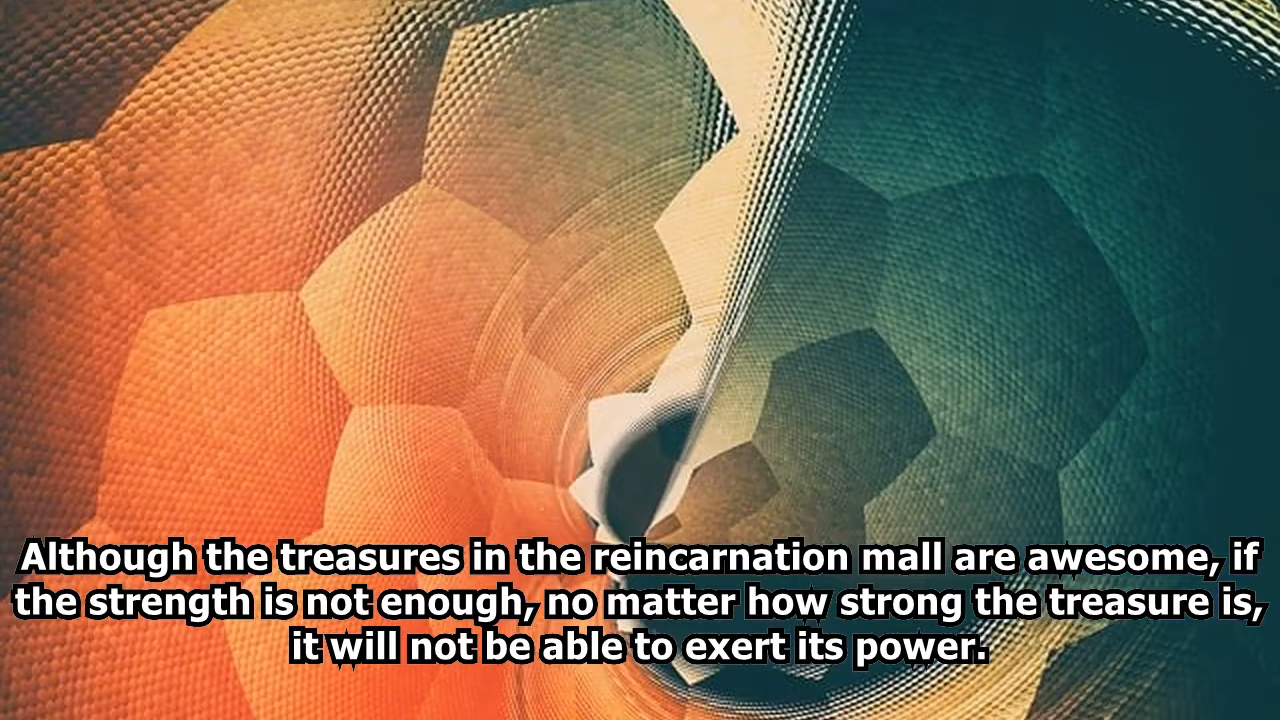 Although the treasures in the reincarnation mall are awesome, if
the strength is not enough, no matter how strong the treasure is,
it will not be able to exert its power.